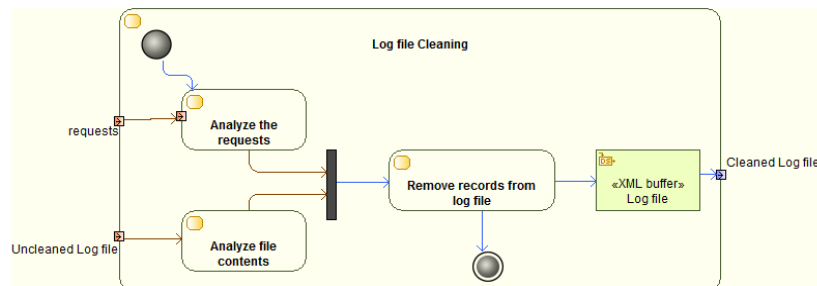 Log file Cleaning
requests
Analyze the
requests
Uncleaned Log file
Analyze file
contents
Remove records from
log file
«XML buffer»
Log file
Cleaned Log file